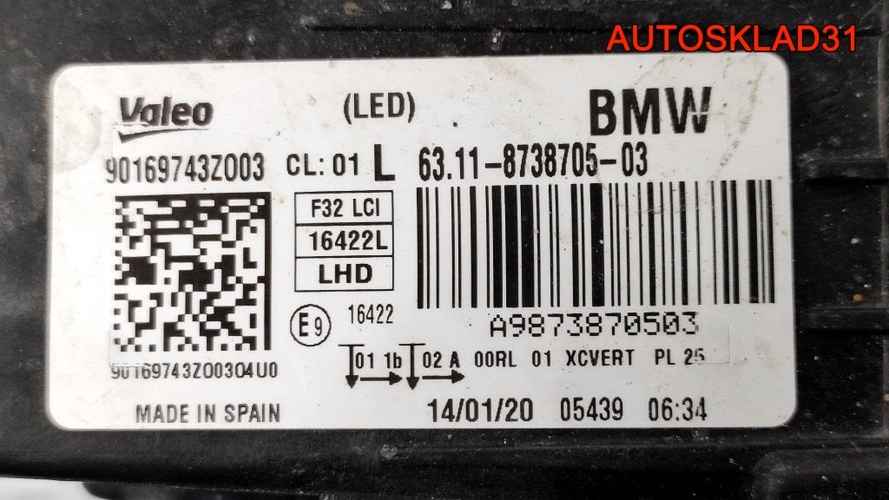 AUTOSKLAD31
Valeo (LED) BMW
90169743Z003 CL: 01 L 63.11-8738705-03
F32 LCI
16422L
LHD
E9 16422
A9873870503
01 1b 02 A 00RL 01 XCVERT PL 25
90169743Z00304U0
MADE IN SPAIN 14/01/20 05439 06:34